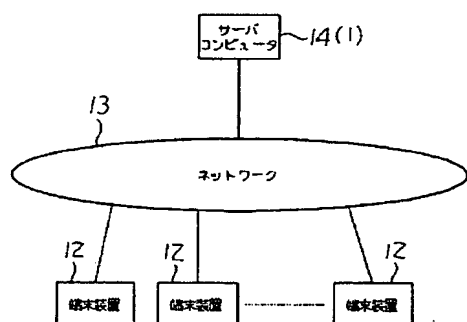 サーバ
コンピュータ
14(1)
13
ネットワーク
12
12
12
端末装置
端末装置
端末装置